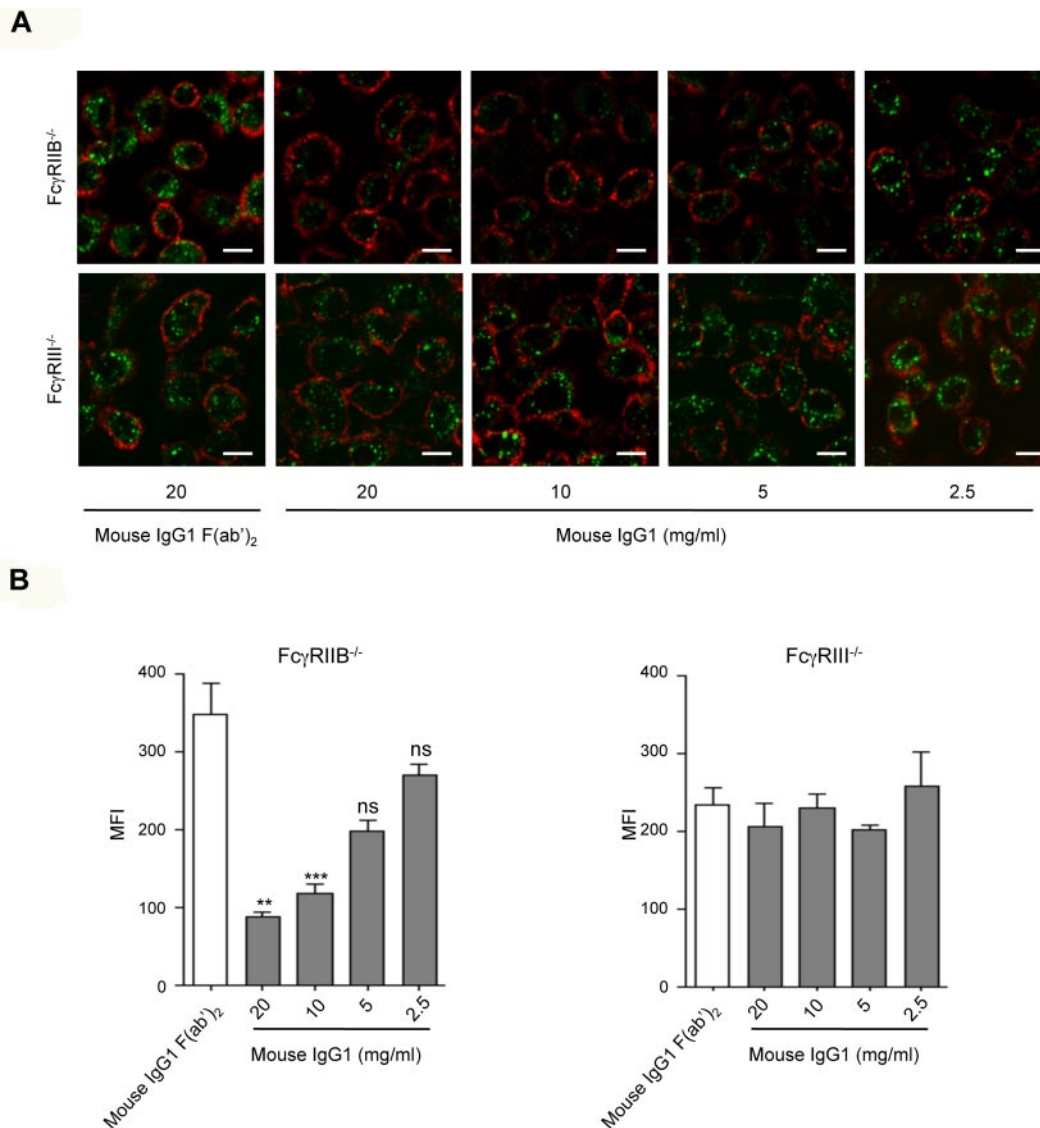 A
FcγRIIB-/-
FcγRIII-/-
20 20 10 5 2.5
Mouse IgG1 F(ab')2 Mouse IgG1 (mg/ml)
B
FcγRIIB-/-
400
300
200
100
0
MFI
**
***
ns
ns
20 10 5 2.5
Mouse IgG1 F(ab')2
Mouse IgG1 (mg/ml)
FcγRIII-/-
400
300
200
100
0
MFI
20 10 5 2.5
Mouse IgG1 F(ab')2
Mouse IgG1 (mg/ml)